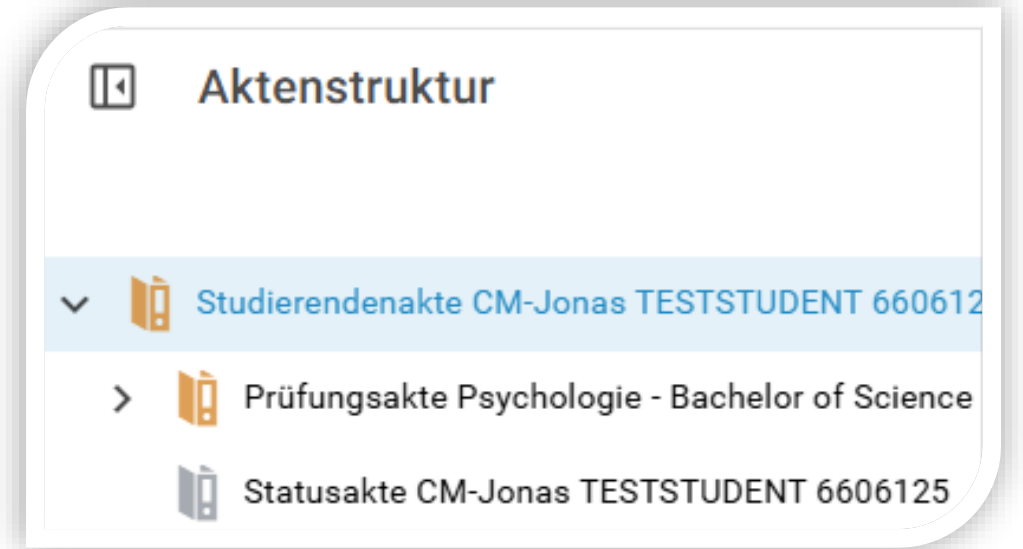 Aktenstruktur
Studierendenakte CM-Jonas TESTSTUDENT 660612
Prüfungsakte Psychologie - Bachelor of Science
Statusakte CM-Jonas TESTSTUDENT 6606125